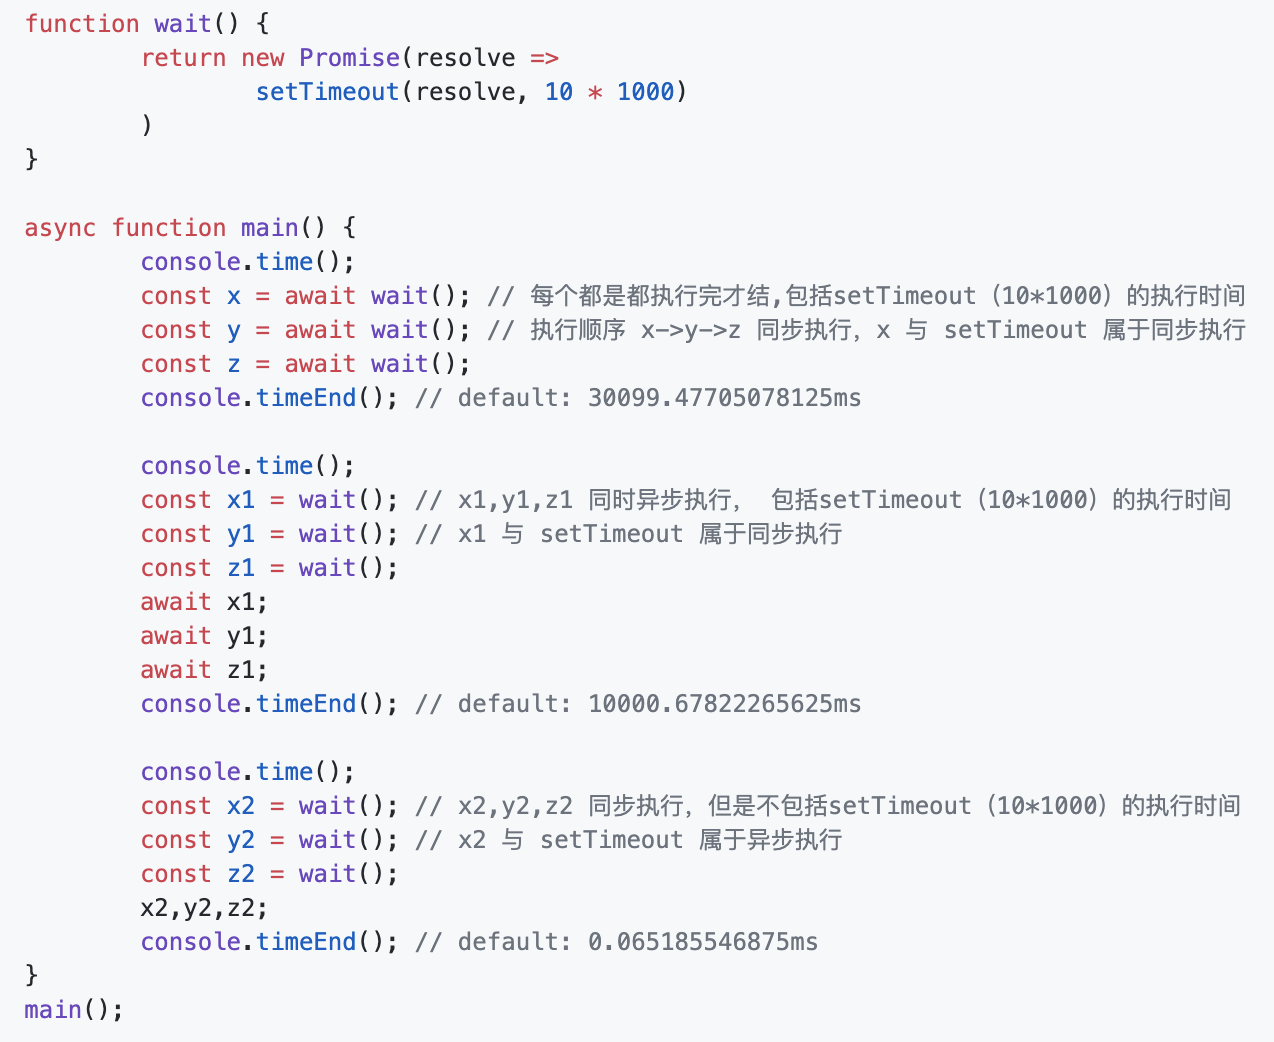 function wait() {
return new Promise(resolve =>
setTimeout(resolve, 10 * 1000)
)
}
async function main() {
console.time();
const x = await wait(); // 每个都是都执行完才结,包括setTimeout（10*1000）的执行时间
const y = await wait(); // 执行顺序 x->y->z 同步执行，x 与 setTimeout 属于同步执行
const z = await wait();
console.timeEnd(); // default: 30099.47705078125ms
console.time();
const x1 = wait(); // x1,y1,z1 同时异步执行， 包括setTimeout（10*1000）的执行时间
const y1 = wait(); // x1 与 setTimeout 属于同步执行
const z1 = wait();
await x1;
await y1;
await z1;
console.timeEnd(); // default: 10000.67822265625ms
console.time();
const x2 = wait(); // x2,y2,z2 同步执行，但是不包括setTimeout（10*1000）的执行时间
const y2 = wait(); // x2 与 setTimeout 属于异步执行
const z2 = wait();
x2,y2,z2;
console.timeEnd(); // default: 0.065185546875ms
}
main();